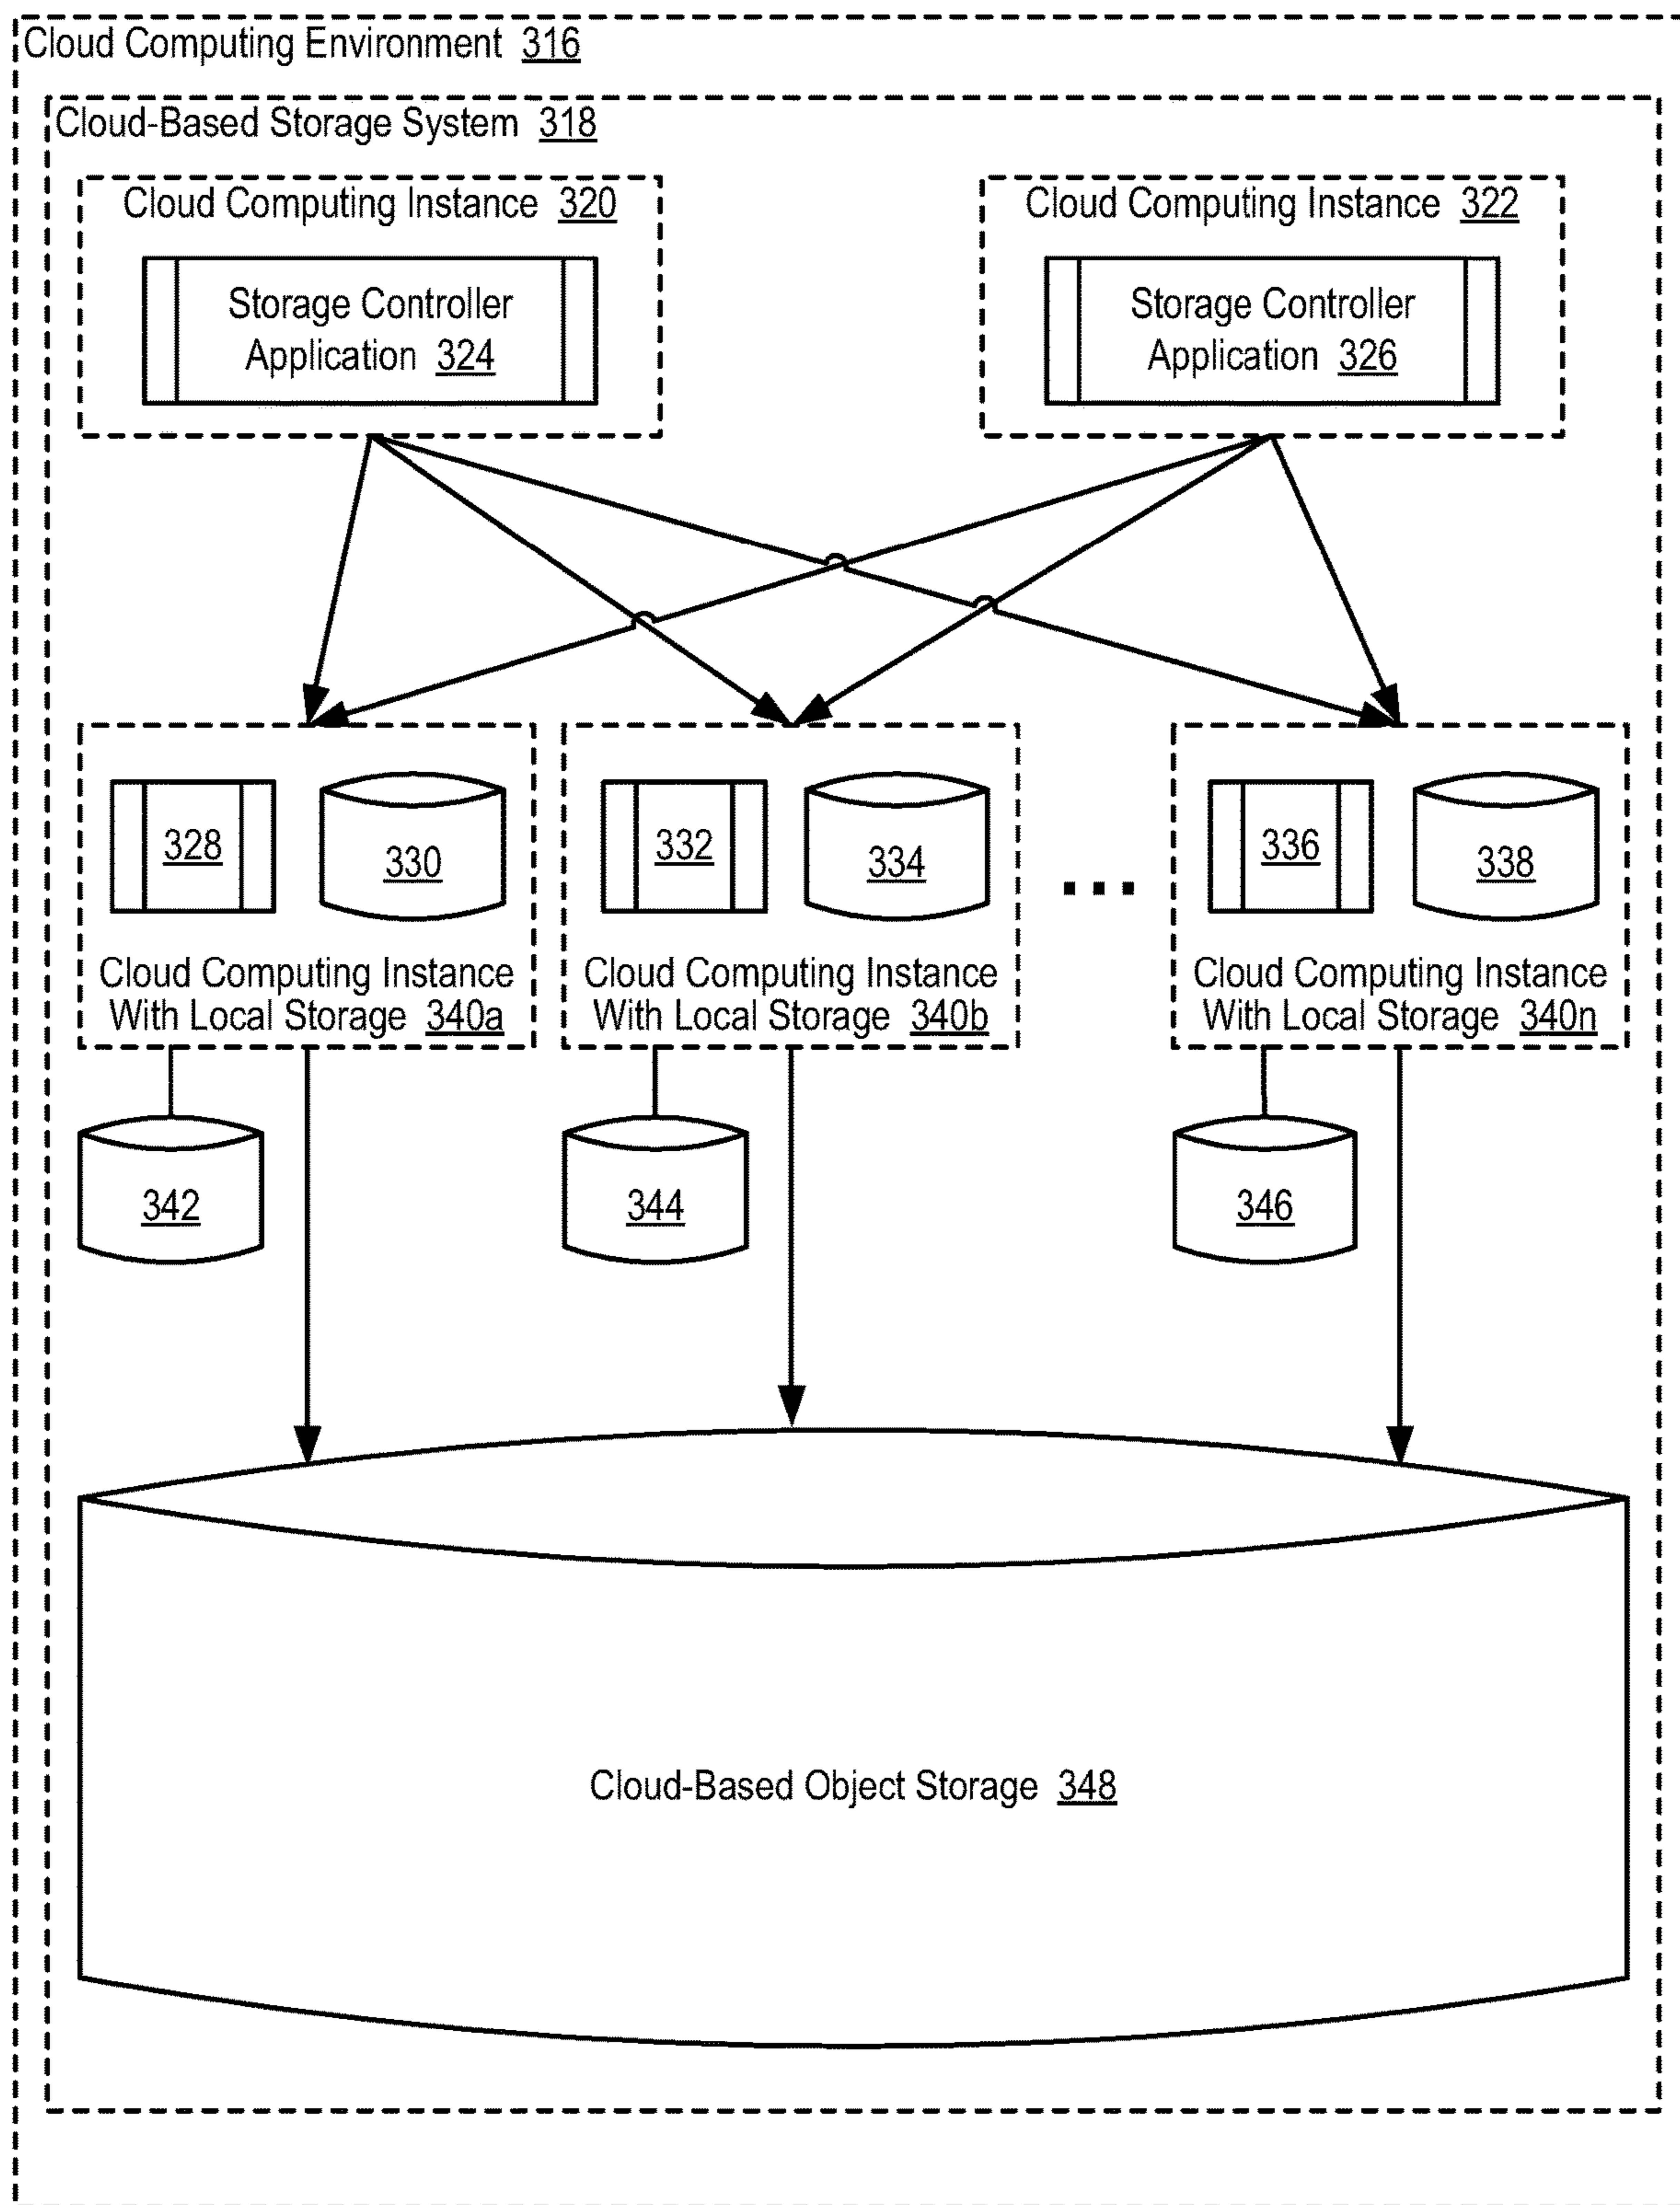 Cloud Computing Environment 316
Cloud-Based Storage System 318
Cloud Computing Instance 320
Storage Controller
Application 324
Cloud Computing Instance 322
Storage Controller
Application 326
328
330
Cloud Computing Instance
With Local Storage 340a
332
334
Cloud Computing Instance
With Local Storage 340b
...
336
338
Cloud Computing Instance
With Local Storage 340n
342
344
346
Cloud-Based Object Storage 348